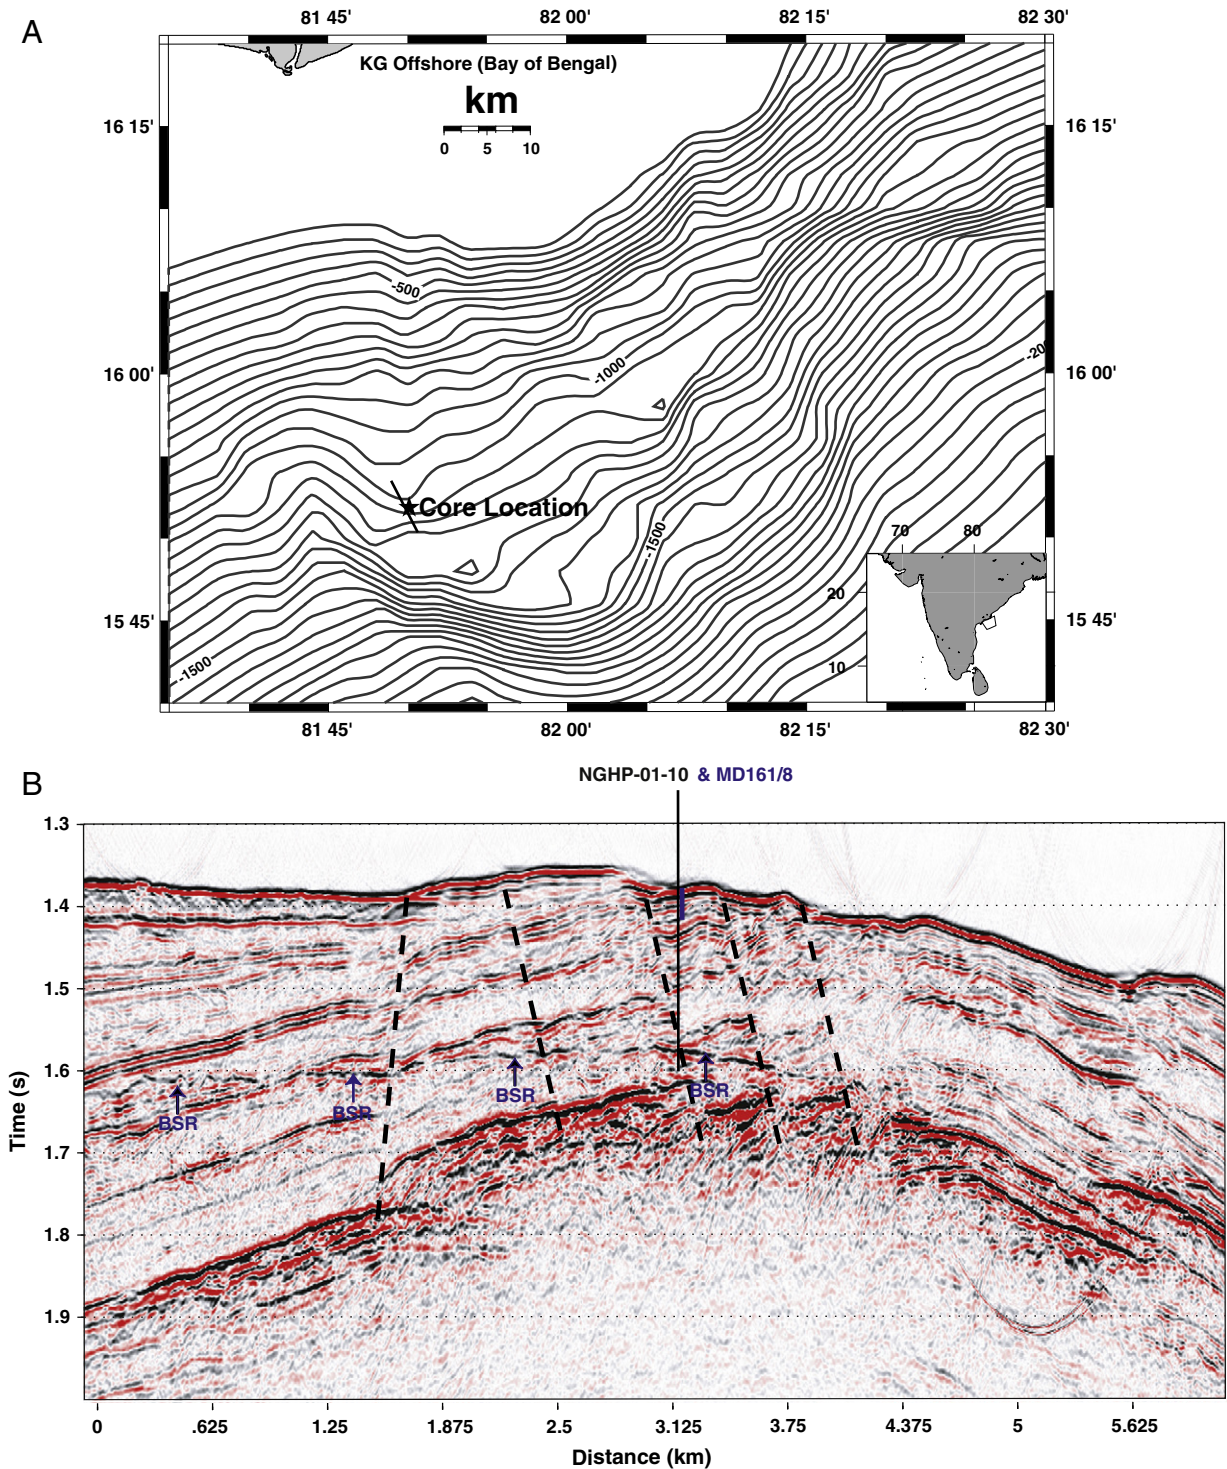 A
81 45'
82 00'
82 15'
82 30'
KG Offshore (Bay of Bengal)
km
0 5 10
16 15'
16 15'
-500
16 00'
16 00'
-1000
-200
Core Location
-1500
70
80
20
10
15 45'
15 45'
-1500
81 45'
82 00'
82 15'
82 30'
B
NGHP-01-10 & MD161/8
1.3
1.4
1.5
1.6
1.7
1.8
1.9
Time (s)
BSR
BSR
BSR
BSR
0 .625 1.25 1.875 2.5 3.125 3.75 4.375 5 5.625
Distance (km)